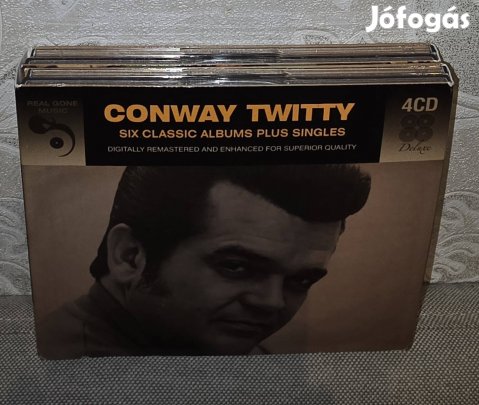 Jófogás
REAL GONE
MUSIC
CONWAY TWITTY
SIX CLASSIC ALBUMS PLUS SINGLES
DIGITALLY REMASTERED AND ENHANCED FOR SUPERIOR QUALITY
4CD
Deluxe